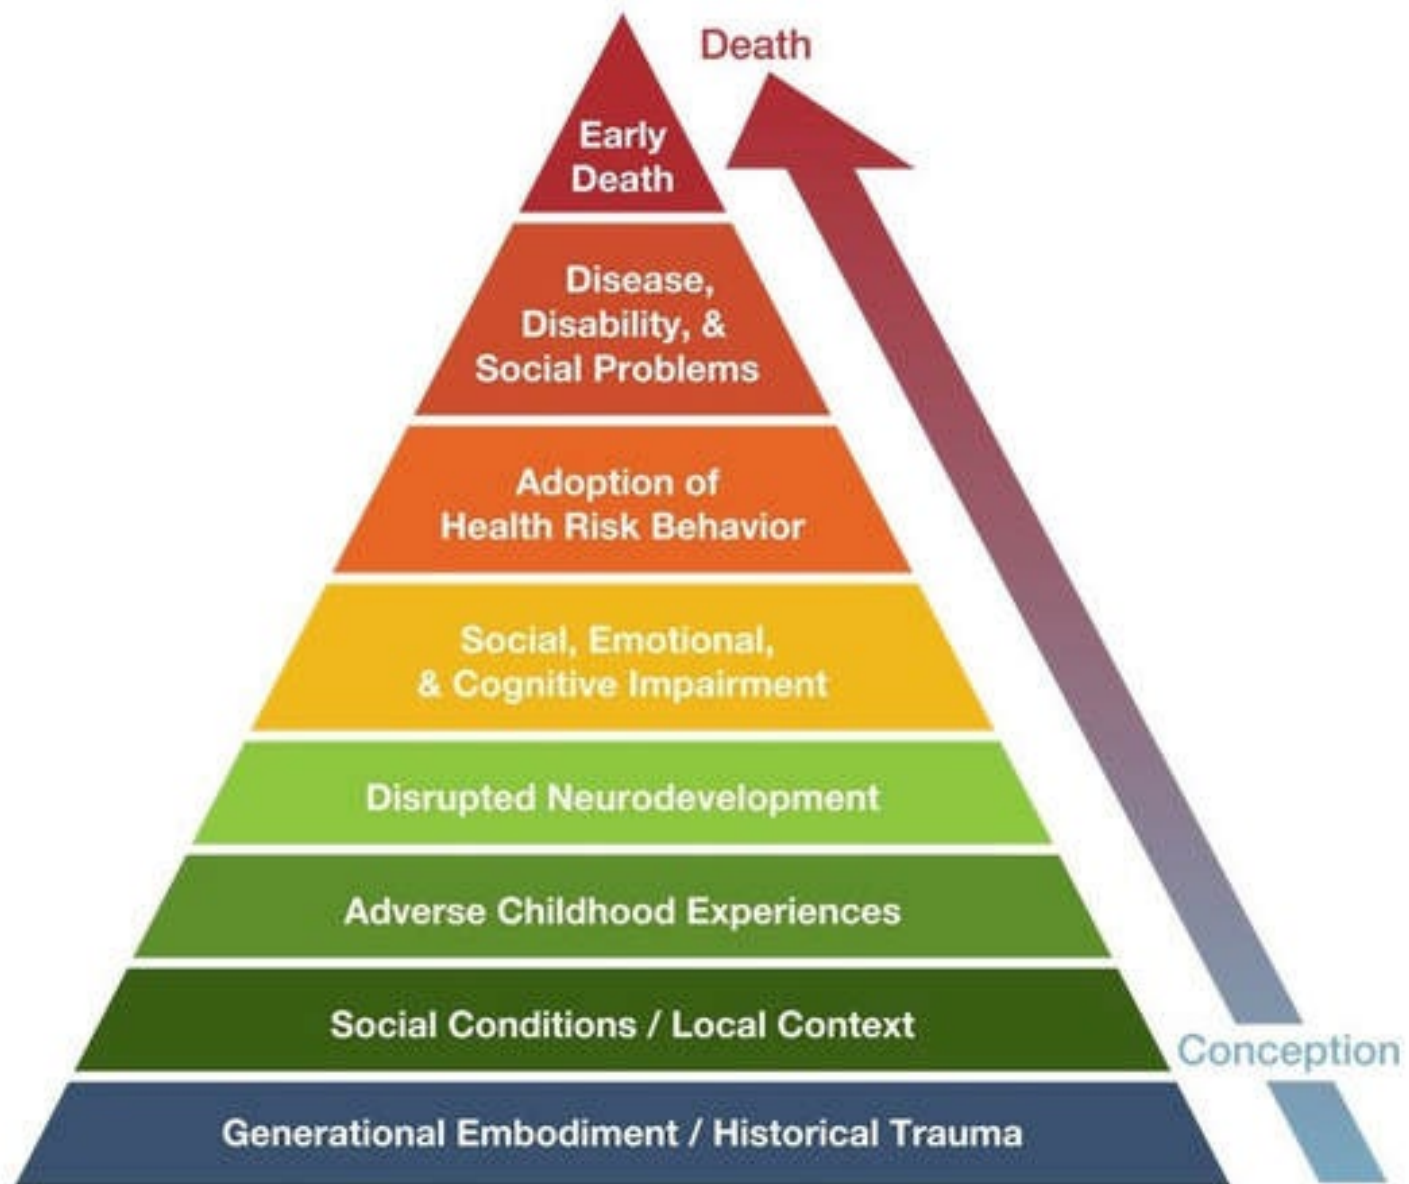 Death
Early
Death
Disease,
Disability, &
Social Problems
Adoption of
Health Risk Behavior
Social, Emotional,
& Cognitive Impairment
Disrupted Neurodevelopment
Adverse Childhood Experiences
Social Conditions / Local Context
Conception
Generational Embodiment / Historical Trauma